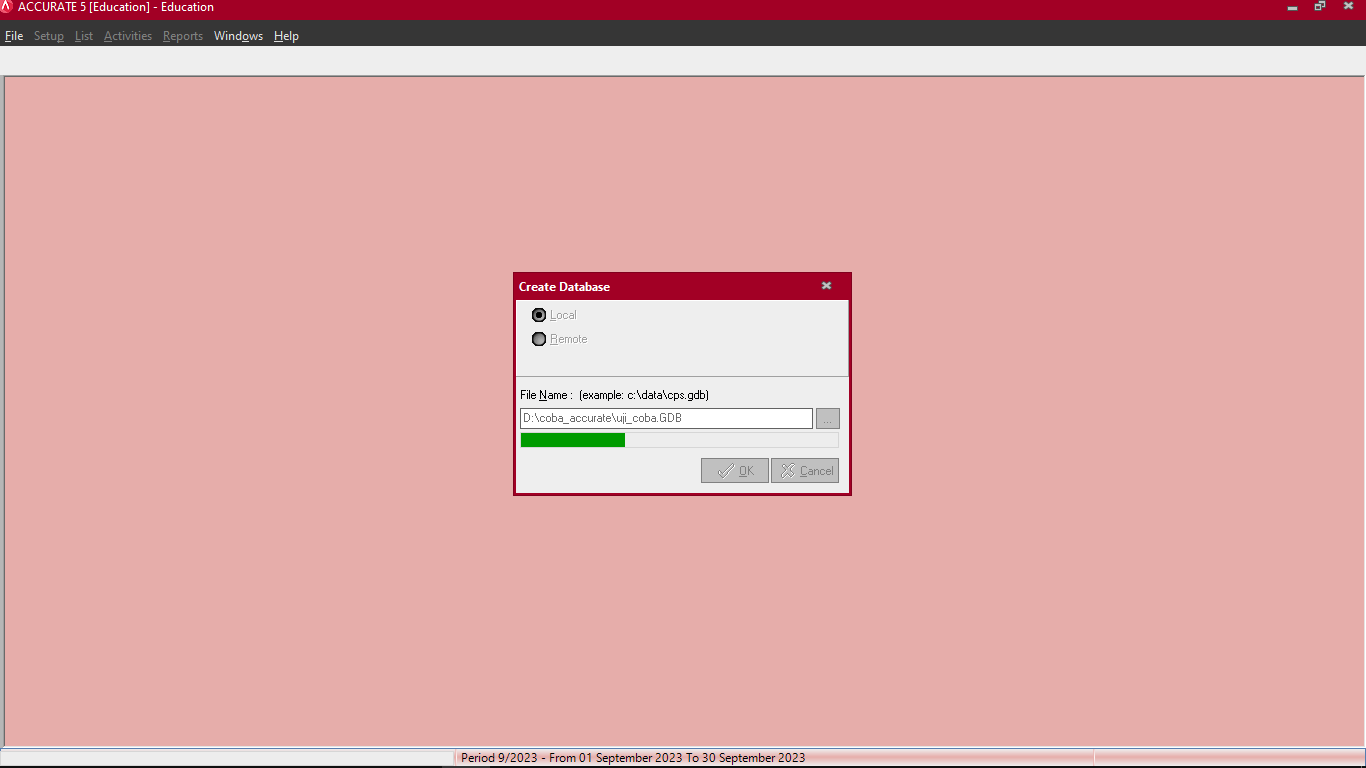 ACCURATE 5 [Education] - Education
File Setup List Activities Reports Windows Help
Create Database
Local
Remote
File Name : (example: c:\data\cps.gdb)
D:\coba_accurate\uji_coba.GDB
...
OK Cancel
Period 9/2023 - From 01 September 2023 To 30 September 2023